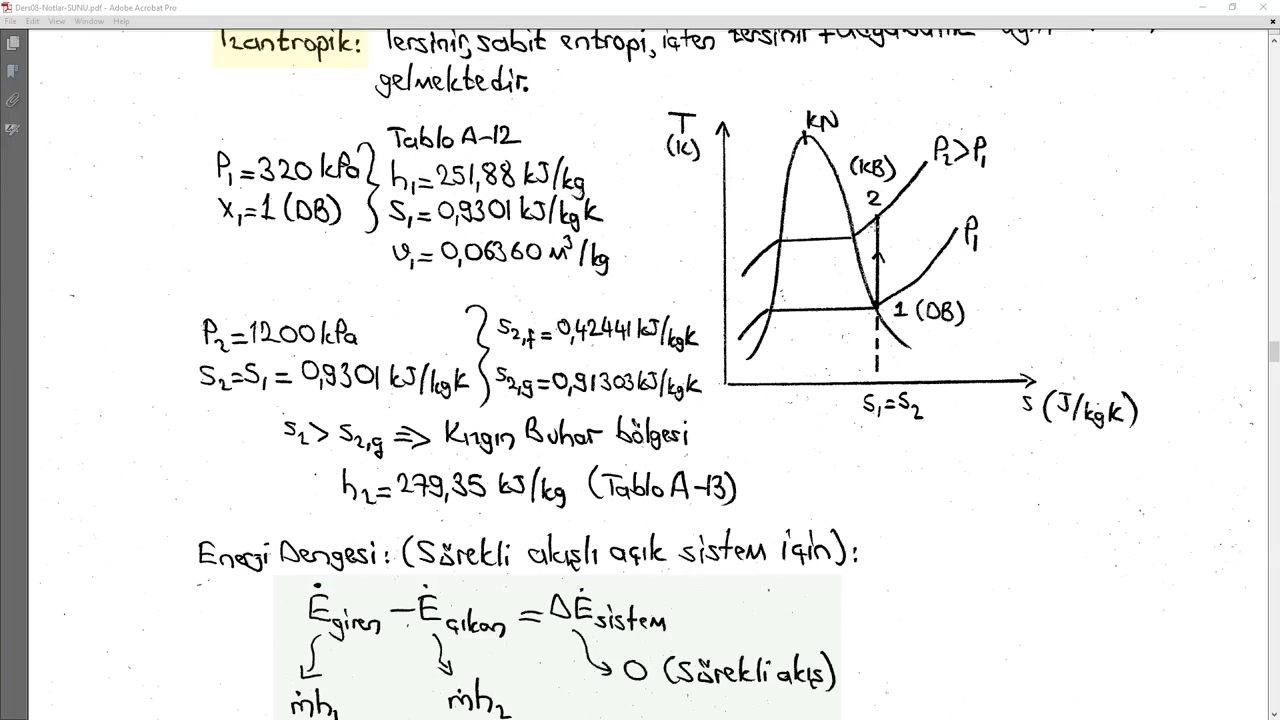 Ders08-Notlar-SUNU.pdf - Adobe Acrobat Pro
File Edit View Window Help
İzantropik: Tersinir, sabit entropi, içten tersinir +
gelmektedir.
Tablo A-12
P₁=320 kPa
x₁=1 (DB)
h₁=251,88 kJ/kg
s₁=0,9301 kJ/kgK
v₁=0,06360 m³/kg
P₂=1200 kPa
s₂=s₁=0,9301 kJ/kgK
s₂,f=0,42441 kJ/kgK
s₂,g=0,91303 kJ/kgK
s₂ > s₂,g ⇒ Kızgın Buhar bölgesi
h₂=279,35 kJ/kg (Tablo A-13)
T
(K)
KN
(KB)
2
P₂>P₁
P₁
1 (DB)
s₁=s₂
s (J/kgK)
Enerji Dengesi: (Sürekli akışlı açık sistem için):
Ėgiren - Ėçıkan = ΔĖsistem
0 (Sürekli akış)
ṁh₁ ṁh₂